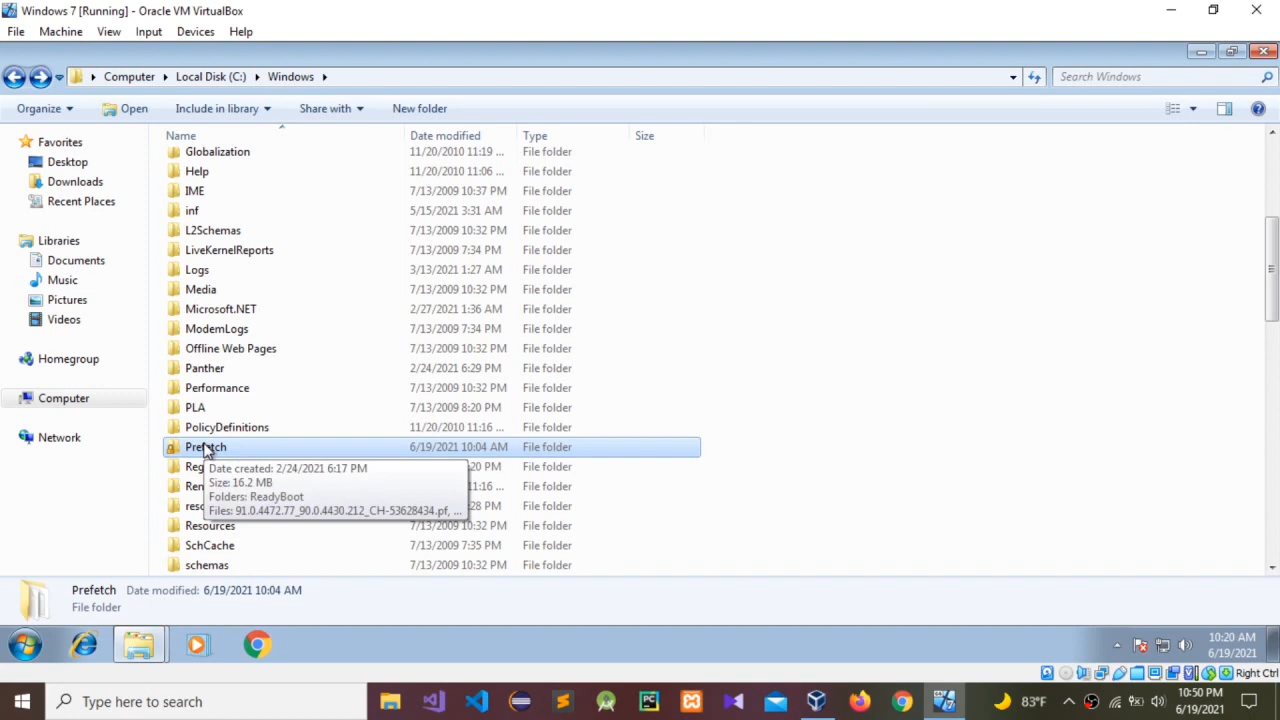 Windows 7 [Running] - Oracle VM VirtualBox
File Machine View Input Devices Help
Computer Local Disk (C:) Windows
Search Windows
Organize Open Include in library Share with New folder
Name Date modified Type Size
Favorites
Desktop
Downloads
Recent Places
Libraries
Documents
Music
Pictures
Videos
Homegroup
Computer
Network
Globalization 11/20/2010 11:19 ... File folder
Help 11/20/2010 11:06 ... File folder
IME 7/13/2009 10:37 PM File folder
inf 5/15/2021 3:31 AM File folder
L2Schemas 7/13/2009 10:32 PM File folder
LiveKernelReports 7/13/2009 7:34 PM File folder
Logs 3/13/2021 1:27 AM File folder
Media 7/13/2009 10:32 PM File folder
Microsoft.NET 2/27/2021 1:36 AM File folder
ModemLogs 7/13/2009 7:34 PM File folder
Offline Web Pages 7/13/2009 10:32 PM File folder
Panther 2/24/2021 6:29 PM File folder
Performance 7/13/2009 10:32 PM File folder
PLA 7/13/2009 8:20 PM File folder
PolicyDefinitions 11/20/2010 11:16 ... File folder
Prefetch 6/19/2021 10:04 AM File folder
Reg :20 PM File folder
Rem 11:16 ... File folder
reso :28 PM File folder
Resources 7/13/2009 10:32 PM File folder
SchCache 7/13/2009 7:35 PM File folder
schemas 7/13/2009 10:32 PM File folder
Date created: 2/24/2021 6:17 PM
Size: 16.2 MB
Folders: ReadyBoot
Files: 91.0.4472.77_90.0.4430.212_CH-53628434.pf, ...
Prefetch Date modified: 6/19/2021 10:04 AM
File folder
10:20 AM
6/19/2021
Right Ctrl
Type here to search
83°F
10:50 PM
6/19/2021